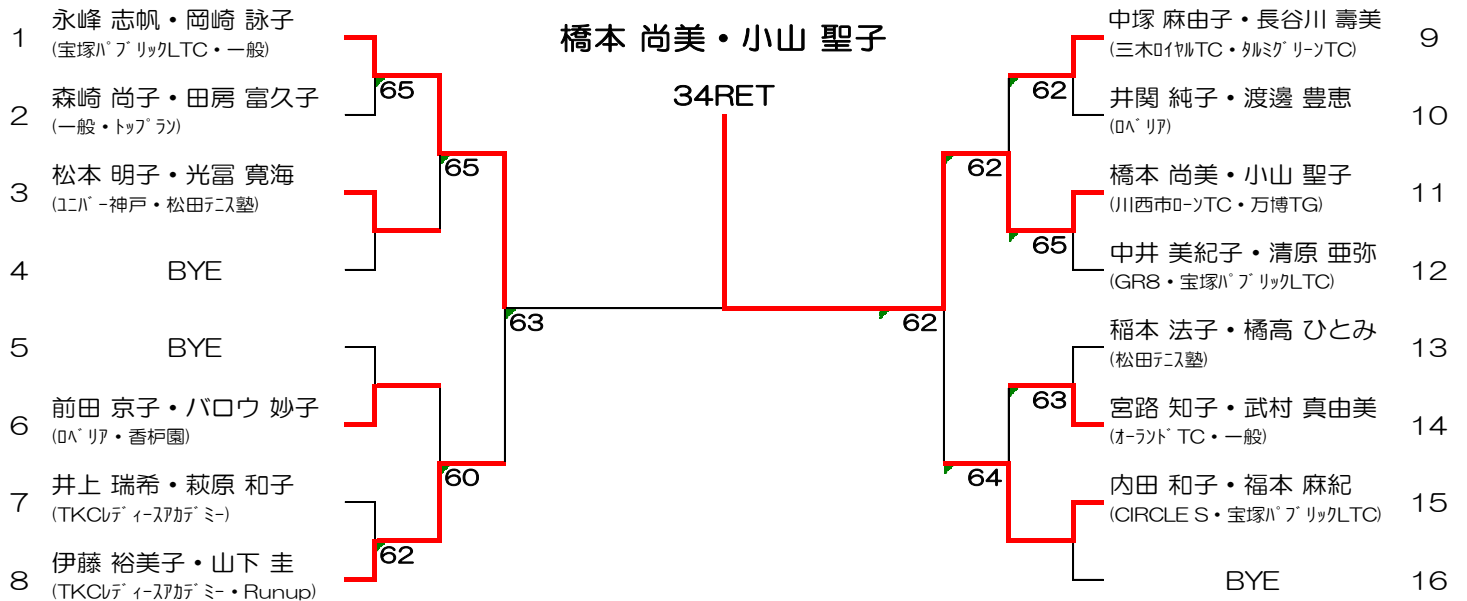 橋本 尚美・小山 聖子
34RET
1
永峰 志帆・岡崎 詠子
(宝塚ﾊﾟﾌﾞﾘｯｸLTC・一般)
65
2
森崎 尚子・田房 富久子
(一般・ﾄｯﾌﾟﾗﾝ)
65
3
松本 明子・光冨 寛海
(ﾕﾆﾊﾞｰ神戸・松田ﾃﾆｽ塾)
4
BYE
63
5
BYE
6
前田 京子・バロウ 妙子
(ﾛﾍﾞﾘｱ・香枦園)
60
7
井上 瑞希・萩原 和子
(TKCﾚﾃﾞｨｰｽｱｶﾃﾞﾐｰ)
62
8
伊藤 裕美子・山下 圭
(TKCﾚﾃﾞｨｰｽｱｶﾃﾞﾐｰ・Runup)
中塚 麻由子・長谷川 壽美
9
(三木ﾛｲﾔﾙTC・ﾀﾙﾐｸﾞﾘｰﾝTC)
62
井関 純子・渡邊 豊恵
10
(ﾛﾍﾞﾘｱ)
62
橋本 尚美・小山 聖子
11
(川西市ﾛｰﾝTC・万博TG)
65
中井 美紀子・清原 亜弥
12
(GR8・宝塚ﾊﾟﾌﾞﾘｯｸLTC)
62
稲本 法子・橘高 ひとみ
13
(松田ﾃﾆｽ塾)
63
宮路 知子・武村 真由美
14
(ｵｰﾗﾝﾄﾞTC・一般)
64
内田 和子・福本 麻紀
15
(CIRCLE S・宝塚ﾊﾟﾌﾞﾘｯｸLTC)
BYE
16